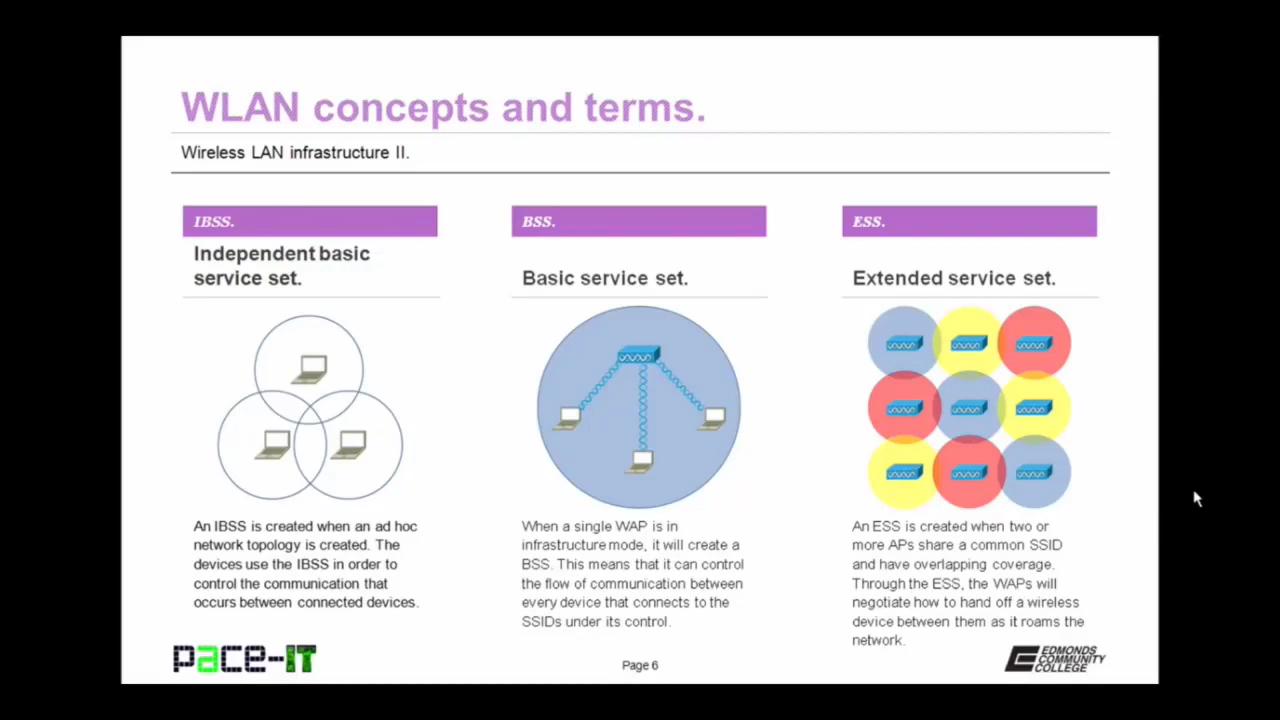 WLAN concepts and terms.
Wireless LAN infrastructure II.
IBSS.
Independent basic
service set.
An IBSS is created when an ad hoc
network topology is created. The
devices use the IBSS in order to
control the communication that
occurs between connected devices.
BSS.
Basic service set.
When a single WAP is in
infrastructure mode, it will create a
BSS. This means that it can control
the flow of communication between
every device that connects to the
SSIDs under its control.
ESS.
Extended service set.
An ESS is created when two or
more APs share a common SSID
and have overlapping coverage.
Through the ESS, the WAPs will
negotiate how to hand off a wireless
device between them as it roams the
network.
pace-IT
Page 6
EDMONDS
COMMUNITY
COLLEGE